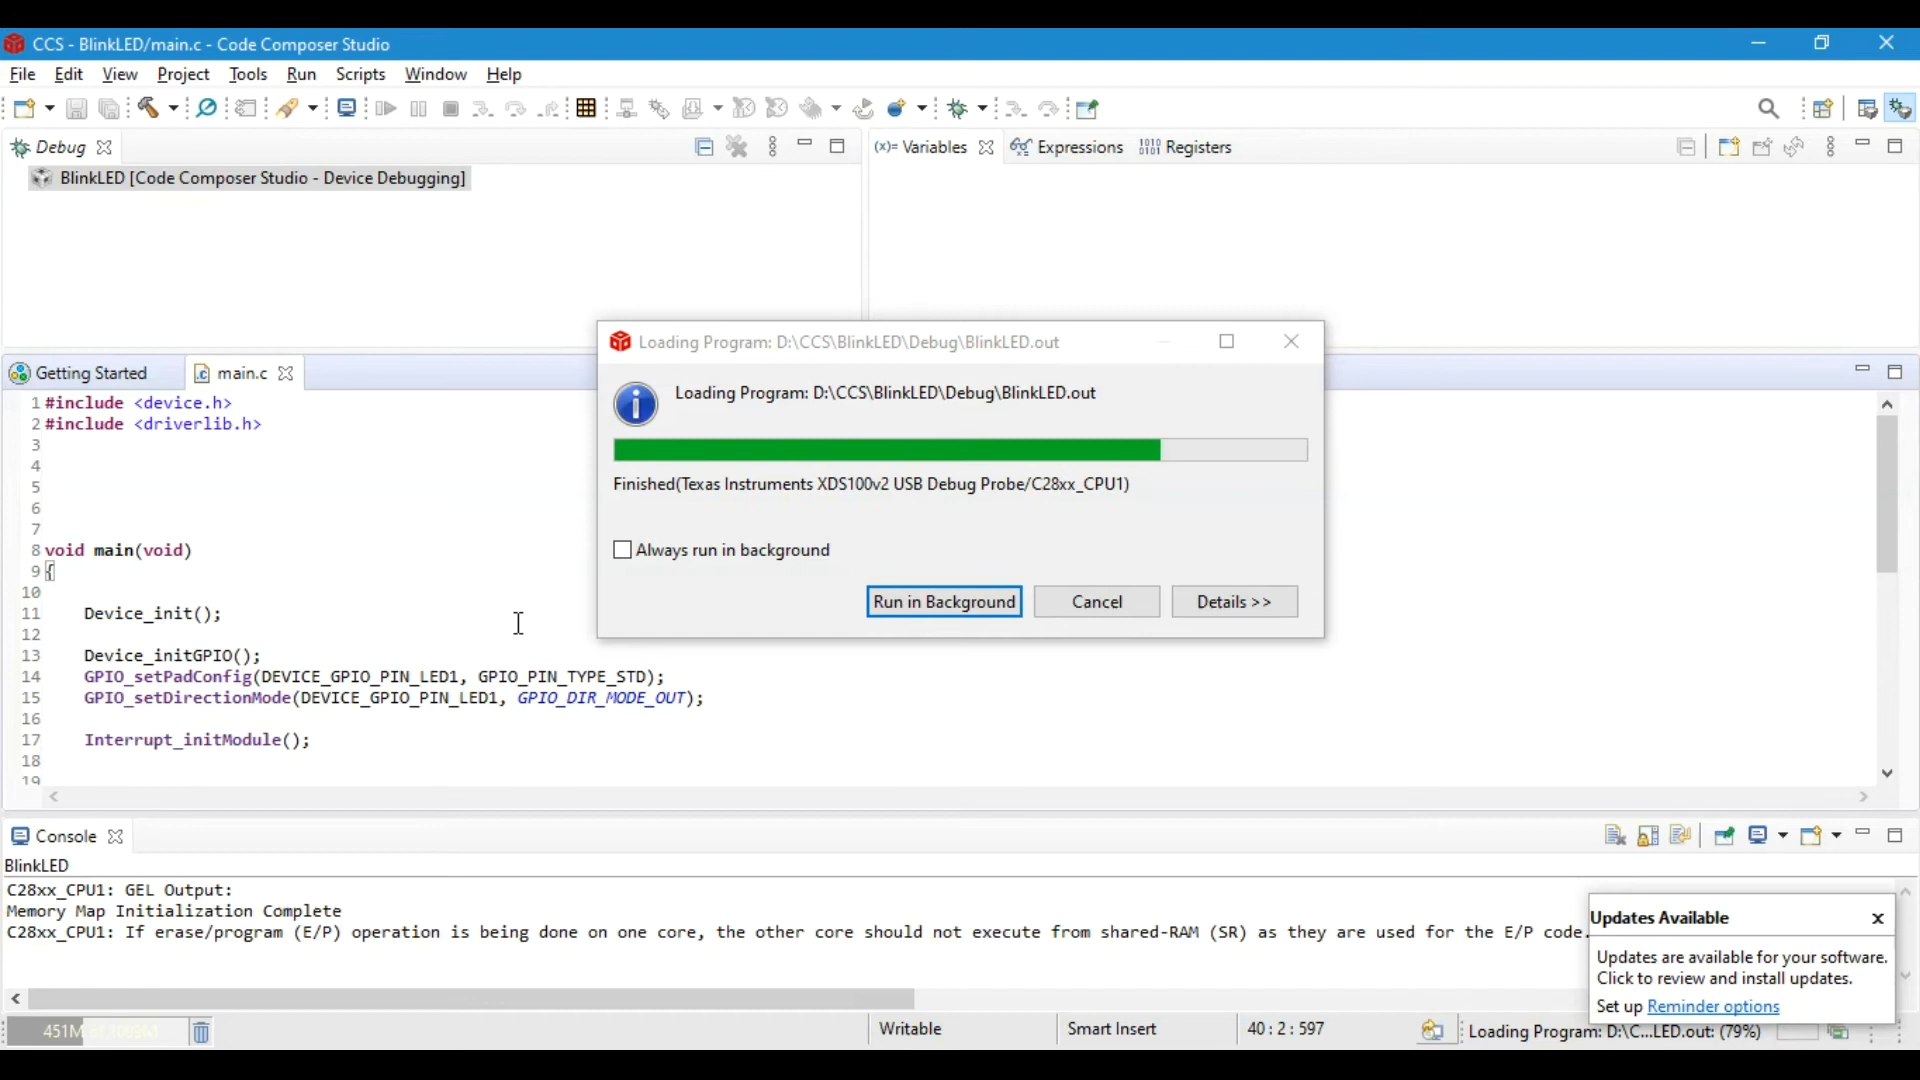 CCS - BlinkLED/main.c - Code Composer Studio
File Edit View Project Tools Run Scripts Window Help
Debug
(x)= Variables Expressions 1010 0101 Registers
BlinkLED [Code Composer Studio - Device Debugging]
Loading Program: D:\CCS\BlinkLED\Debug\BlinkLED.out
Loading Program: D:\CCS\BlinkLED\Debug\BlinkLED.out
Finished(Texas Instruments XDS100v2 USB Debug Probe/C28xx_CPU1)
Always run in background
Run in Background Cancel Details >>
Getting Started main.c
1 #include <device.h>
2 #include <driverlib.h>
3
4
5
6
7
8 void main(void)
9 {
10
11 Device_init();
12
13 Device_initGPIO();
14 GPIO_setPadConfig(DEVICE_GPIO_PIN_LED1, GPIO_PIN_TYPE_STD);
15 GPIO_setDirectionMode(DEVICE_GPIO_PIN_LED1, GPIO_DIR_MODE_OUT);
16
17 Interrupt_initModule();
18
19
Console
BlinkLED
C28xx_CPU1: GEL Output:
Memory Map Initialization Complete
C28xx_CPU1: If erase/program (E/P) operation is being done on one core, the other core should not execute from shared-RAM (SR) as they are used for the E/P code.
Updates Available
Updates are available for your software.
Click to review and install updates.
Set up Reminder options
451M Writable Smart Insert 40 : 2 : 597 Loading Program: D:\C...LED.out: (79%)